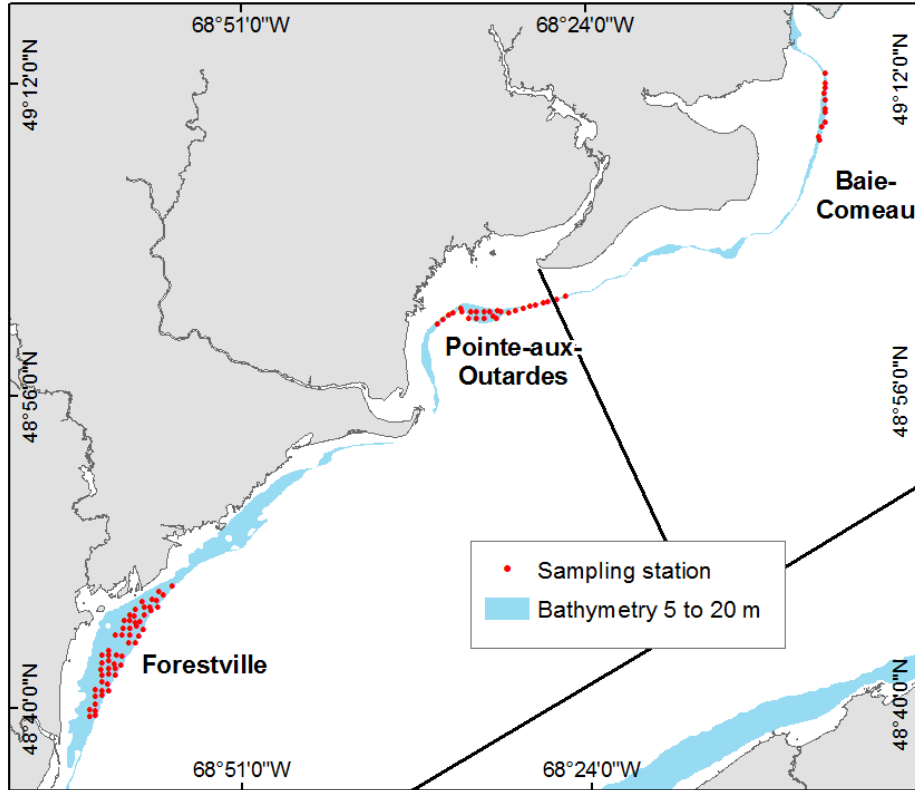 68°51'0"W
68°24'0"W
49°12'0"N
49°12'0"N
Baie-
Comeau
Pointe-aux-
Outardes
48°56'0"N
48°56'0"N
Sampling station
Bathymetry 5 to 20 m
Forestville
48°40'0"N
48°40'0"N
68°51'0"W
68°24'0"W